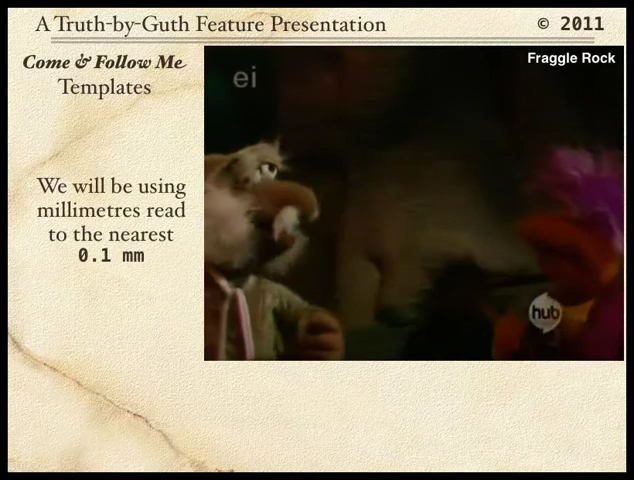 A Truth-by-Guth Feature Presentation
© 2011
Come & Follow Me
Templates
Fraggle Rock
ei
We will be using
millimetres read
to the nearest
0.1 mm
hub